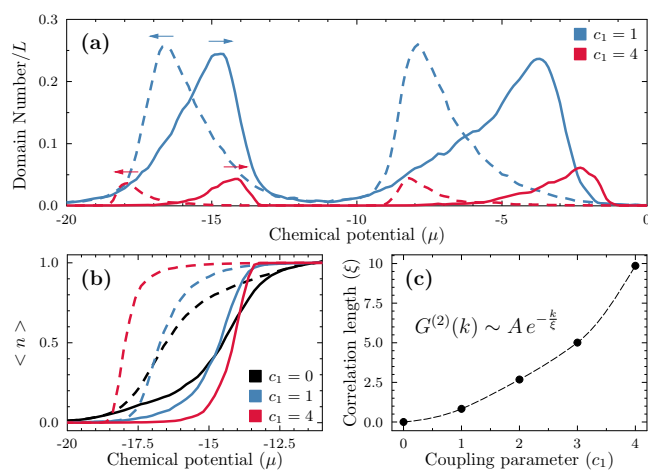 (a)
c₁ = 1
c₁ = 4
Domain Number/L
0.3
0.2
0.1
0.0
-20 -15 -10 -5 0
Chemical potential (μ)
(b)
< n >
1.0
0.5
0.0
c₁ = 0
c₁ = 1
c₁ = 4
-20 -17.5 -15 -12.5
Chemical potential (μ)
(c)
Correlation length (ξ)
10
7.5
5.0
2.5
0.0
G⁽²⁾(k) ∼ A e^{-k/ξ}
0 1 2 3 4
Coupling parameter (c₁)